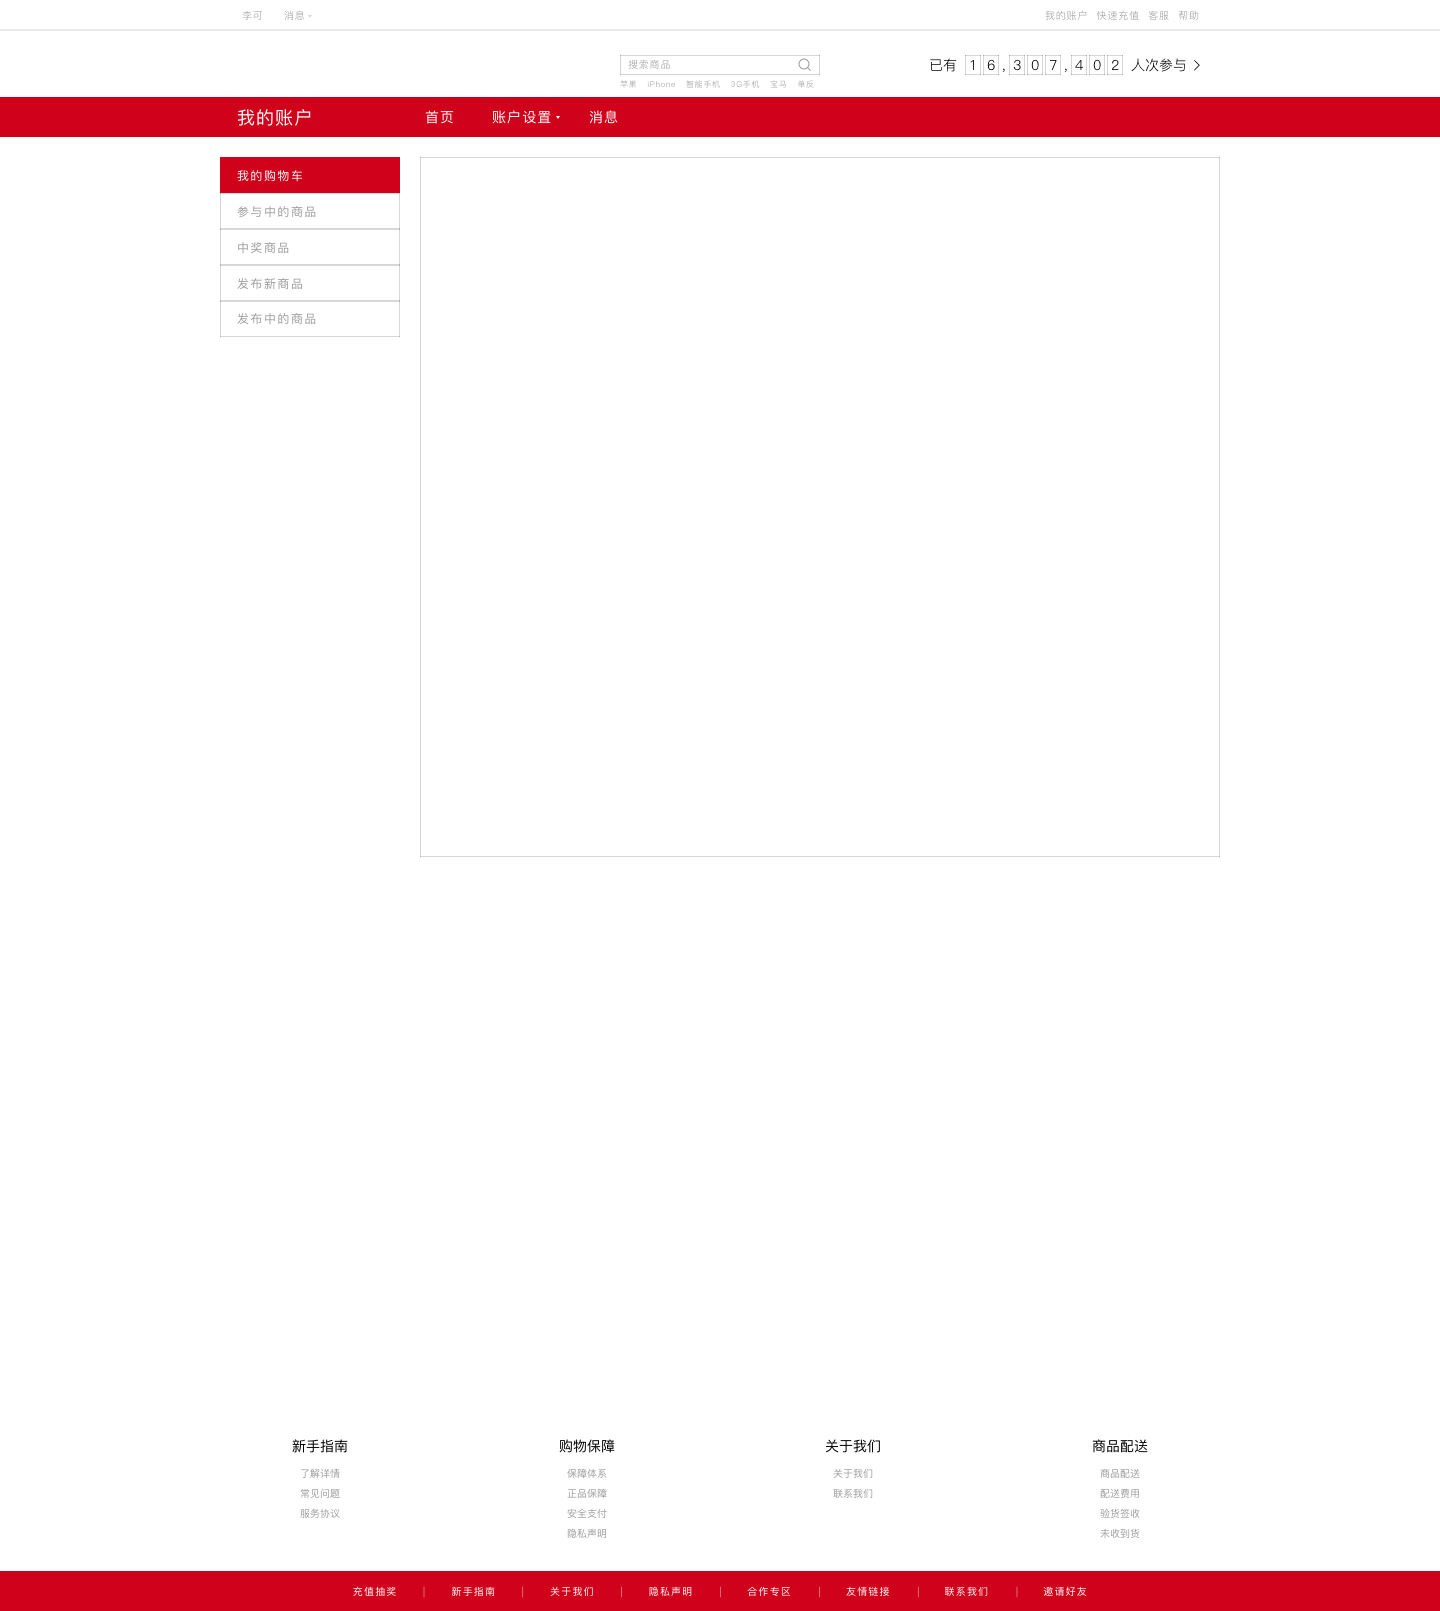 李可 消息 我的账户 快速充值 客服 帮助
搜索商品 已有 16,307,402 人次参与
苹果 iPhone 智能手机 3G手机 宝马 单反
我的账户 首页 账户设置 消息
我的购物车
参与中的商品
中奖商品
发布新商品
发布中的商品
新手指南 购物保障 关于我们 商品配送
了解详情 保障体系 关于我们 商品配送
常见问题 正品保障 联系我们 配送费用
服务协议 安全支付 验货签收
隐私声明 未收到货
充值抽奖 | 新手指南 | 关于我们 | 隐私声明 | 合作专区 | 友情链接 | 联系我们 | 邀请好友